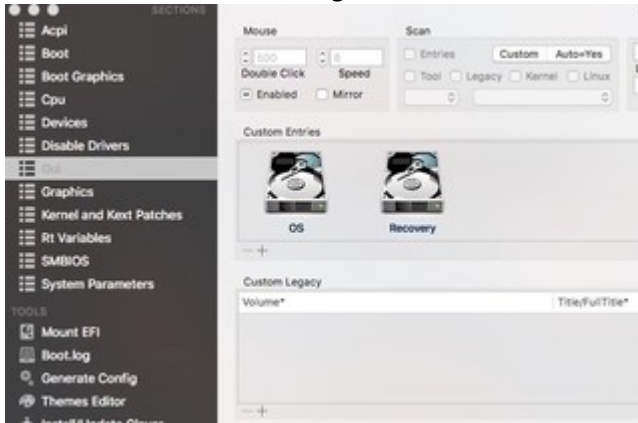 SECTIONS
Acpi
Boot
Boot Graphics
Cpu
Devices
Disable Drivers
Gui
Graphics
Kernel and Kext Patches
Rt Variables
SMBIOS
System Parameters
TOOLS
Mount EFI
Boot.log
Generate Config
Themes Editor
Mouse
500
8
Double Click
Speed
Enabled
Mirror
Scan
Entries
Custom
Auto=Yes
Tool
Legacy
Kernel
Linux
Custom Entries
OS
Recovery
Custom Legacy
Volume*
Title/FullTitle*